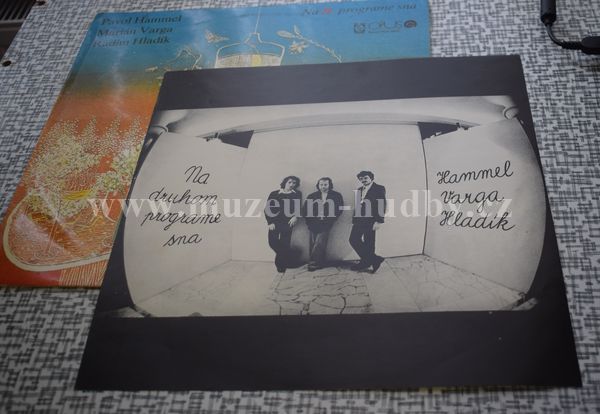 Pavol Hammel
Marián Varga
Radim Hladík
Na II. programe sna
OPUS
Na
druhom
programe
sna
Hammel
Varga
Hladík
www.muzeum-hudby.cz